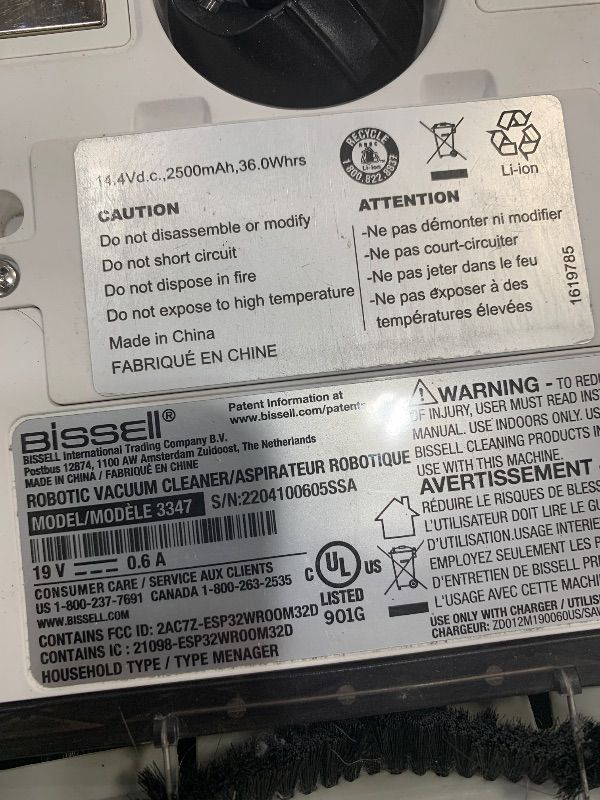 14.4Vd.c.,2500mAh,36.0Whrs
RECYCLE
RBRC
Li-ion
1.800.822.8837
Li-ion
CAUTION
Do not disassemble or modify
Do not short circuit
Do not dispose in fire
Do not expose to high temperature
Made in China
FABRIQUÉ EN CHINE
ATTENTION
-Ne pas démonter ni modifier
-Ne pas court-circuiter
-Ne pas jeter dans le feu
-Ne pas exposer à des
températures élevées
1619785
BISSELL®
Patent Information at
www.bissell.com/patents
BISSELL International Trading Company B.V.
Postbus 12874, 1100 AW Amsterdam Zuidoost, The Netherlands
MADE IN CHINA / FABRIQUÉ EN CHINE
ROBOTIC VACUUM CLEANER/ASPIRATEUR ROBOTIQUE
MODEL/MODÈLE 3347 S/N:2204100605SSA
19 V 0.6 A
CONSUMER CARE / SERVICE AUX CLIENTS
US 1-800-237-7691 CANADA 1-800-263-2535
WWW.BISSELL.COM
CONTAINS FCC ID: 2AC7Z-ESP32WROOM32D
CONTAINS IC : 21098-ESP32WROOM32D
HOUSEHOLD TYPE / TYPE MENAGER
C UL US
LISTED
901G
WARNING - TO RED
OF INJURY, USER MUST READ INS
MANUAL. USE INDOORS ONLY. US
BISSELL CLEANING PRODUCTS IN
USE WITH THIS MACHINE.
AVERTISSEMENT
RÉDUIRE LE RISQUES DE BLESS
L'UTILISATEUR DOIT LIRE LE GU
D'UTILISATION.USAGE INTERIE
EMPLOYEZ SEULEMENT LES P
D'ENTRETIEN DE BISSELL PR
L'USAGE AVEC CETTE MACHI
USE ONLY WITH CHARGER / UTILIS
CHARGEUR: ZD012M190060US/SAW